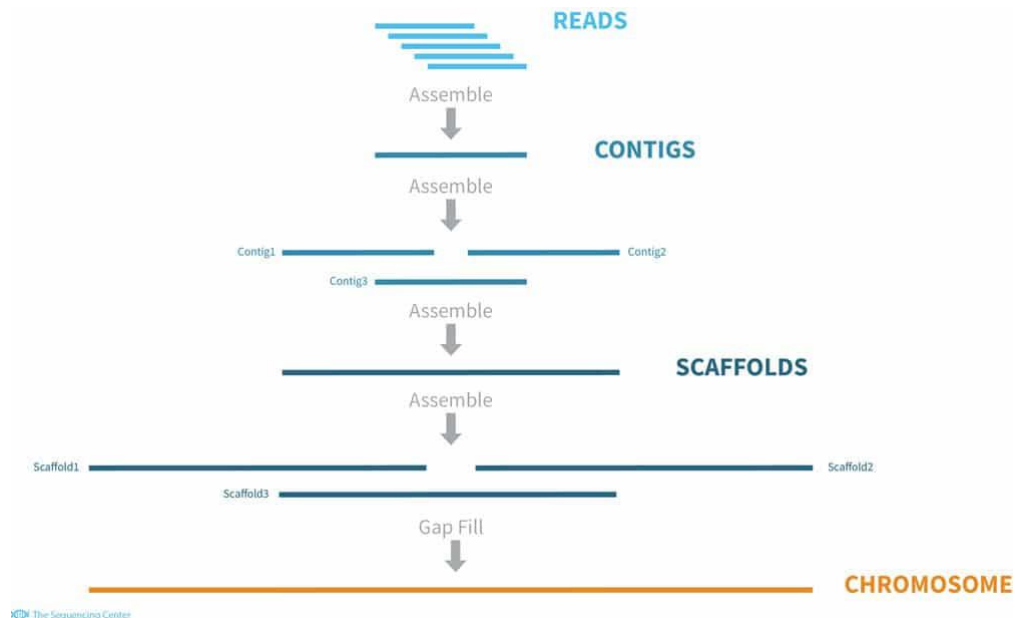 READS
Assemble
CONTIGS
Assemble
Contig1
Contig2
Contig3
Assemble
SCAFFOLDS
Assemble
Scaffold1
Scaffold2
Scaffold3
Gap Fill
CHROMOSOME
The Sequencing Center